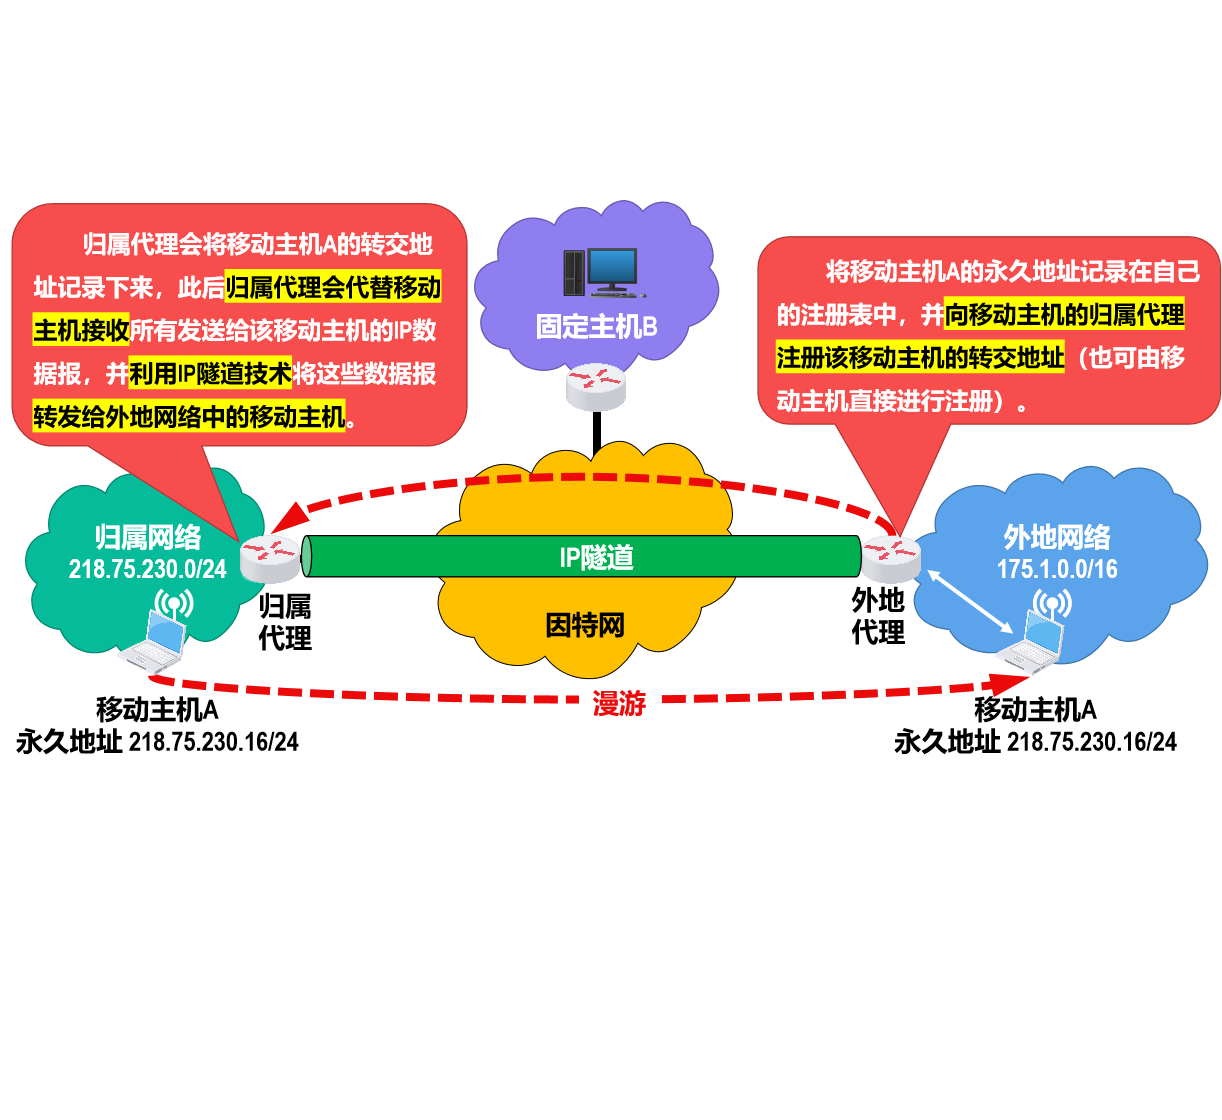 归属代理会将移动主机A的转交地
址记录下来，此后归属代理会代替移动
主机接收所有发送给该移动主机的IP数
据报，并利用IP隧道技术将这些数据报
转发给外地网络中的移动主机。
固定主机B
将移动主机A的永久地址记录在自己
的注册表中，并向移动主机的归属代理
注册该移动主机的转交地址（也可由移
动主机直接进行注册）。
归属网络
218.75.230.0/24
归属
代理
IP隧道
因特网
外地
代理
外地网络
175.1.0.0/16
漫游
移动主机A
永久地址 218.75.230.16/24
移动主机A
永久地址 218.75.230.16/24